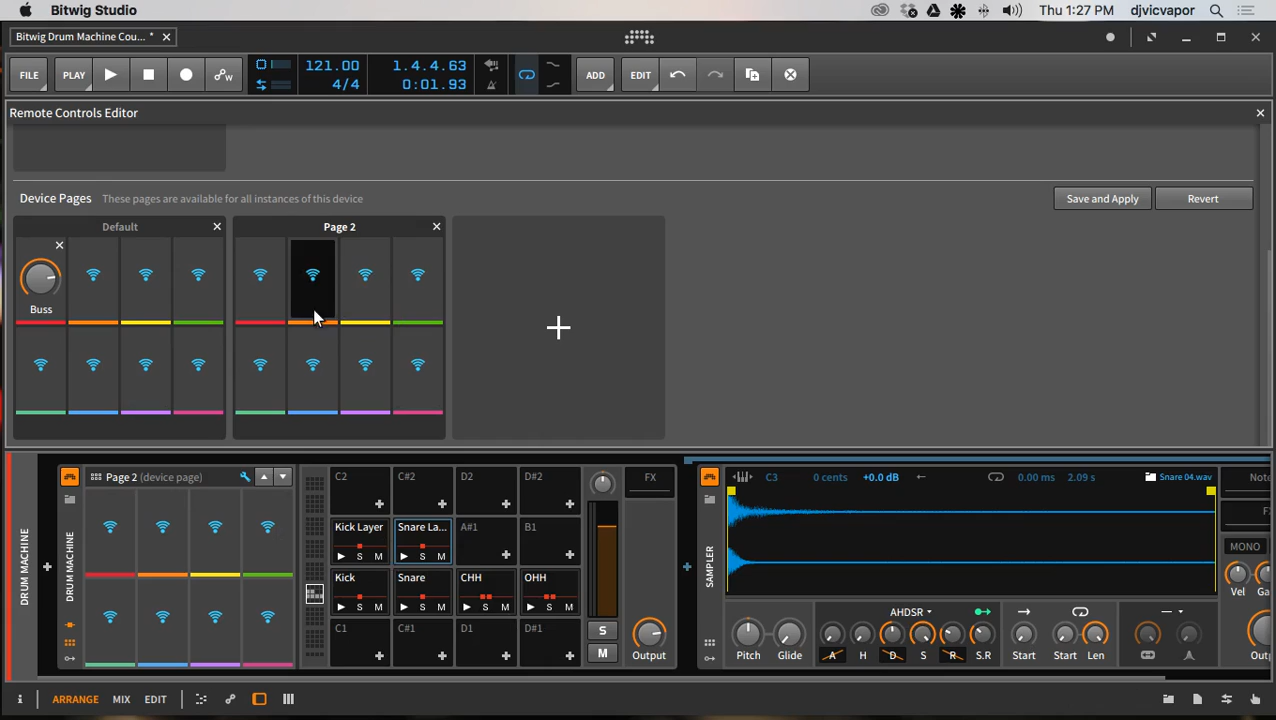 Bitwig Studio
Thu 1:27 PM djvicvapor
Bitwig Drum Machine Cou... *
FILE PLAY 121.00 1.4.4.63 ADD EDIT
4/4 0:01.93
Remote Controls Editor
Device Pages These pages are available for all instances of this device Save and Apply Revert
Default Page 2
Buss
Page 2 (device page) C2 C#2 D2 D#2 FX C3 0 cents +0.0 dB 0.00 ms 2.09 s Snare 04.wav
Kick Layer Snare La... A#1 B1
S M S M
Kick Snare CHH OHH
S M S M S M S M
C1 C#1 D1 D#1 S
M
Output
DRUM MACHINE
DRUM MACHINE
SAMPLER
MONO
Vel
AHDSR
Pitch Glide A H D S R S.R Start Start Len
ARRANGE MIX EDIT